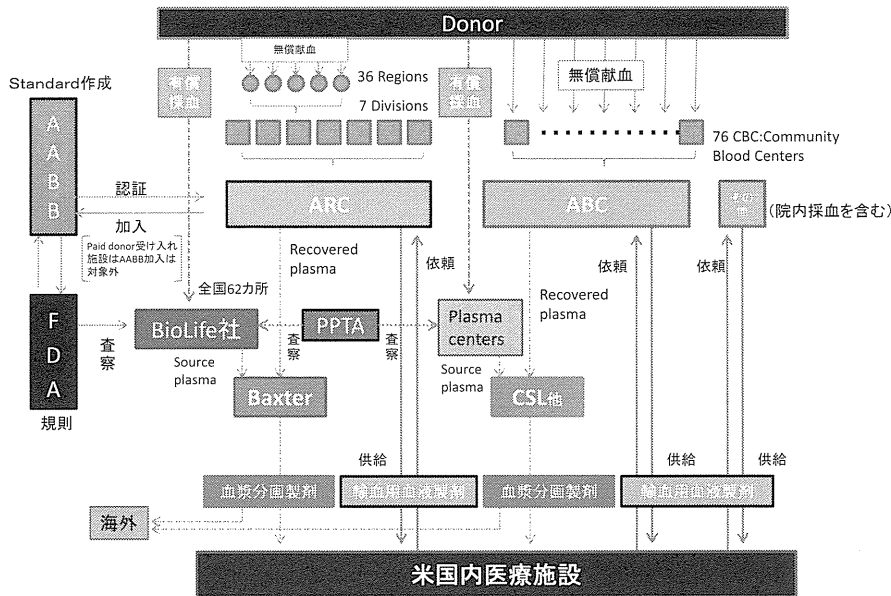 Donor
無償献血
有償
採血
36 Regions
7 Divisions
有償
採血
無償献血
76 CBC:Community
Blood Centers
Standard作成
A
A
B
B
認証
加入
Paid donor受け入れ
施設はAABB加入は
対象外
ARC
ABC
その
他
(院内採血を含む)
Recovered
plasma
依頼
Recovered
plasma
依頼
依頼
全国62カ所
F
D
A
規則
査
察
BioLife社
PPTA
査
察
査
察
Plasma
centers
Source
plasma
Source
plasma
Baxter
CSL他
供給
供給
供給
血漿分画製剤
輸血用血液製剤
血漿分画製剤
輸血用血液製剤
海外
米国内医療施設